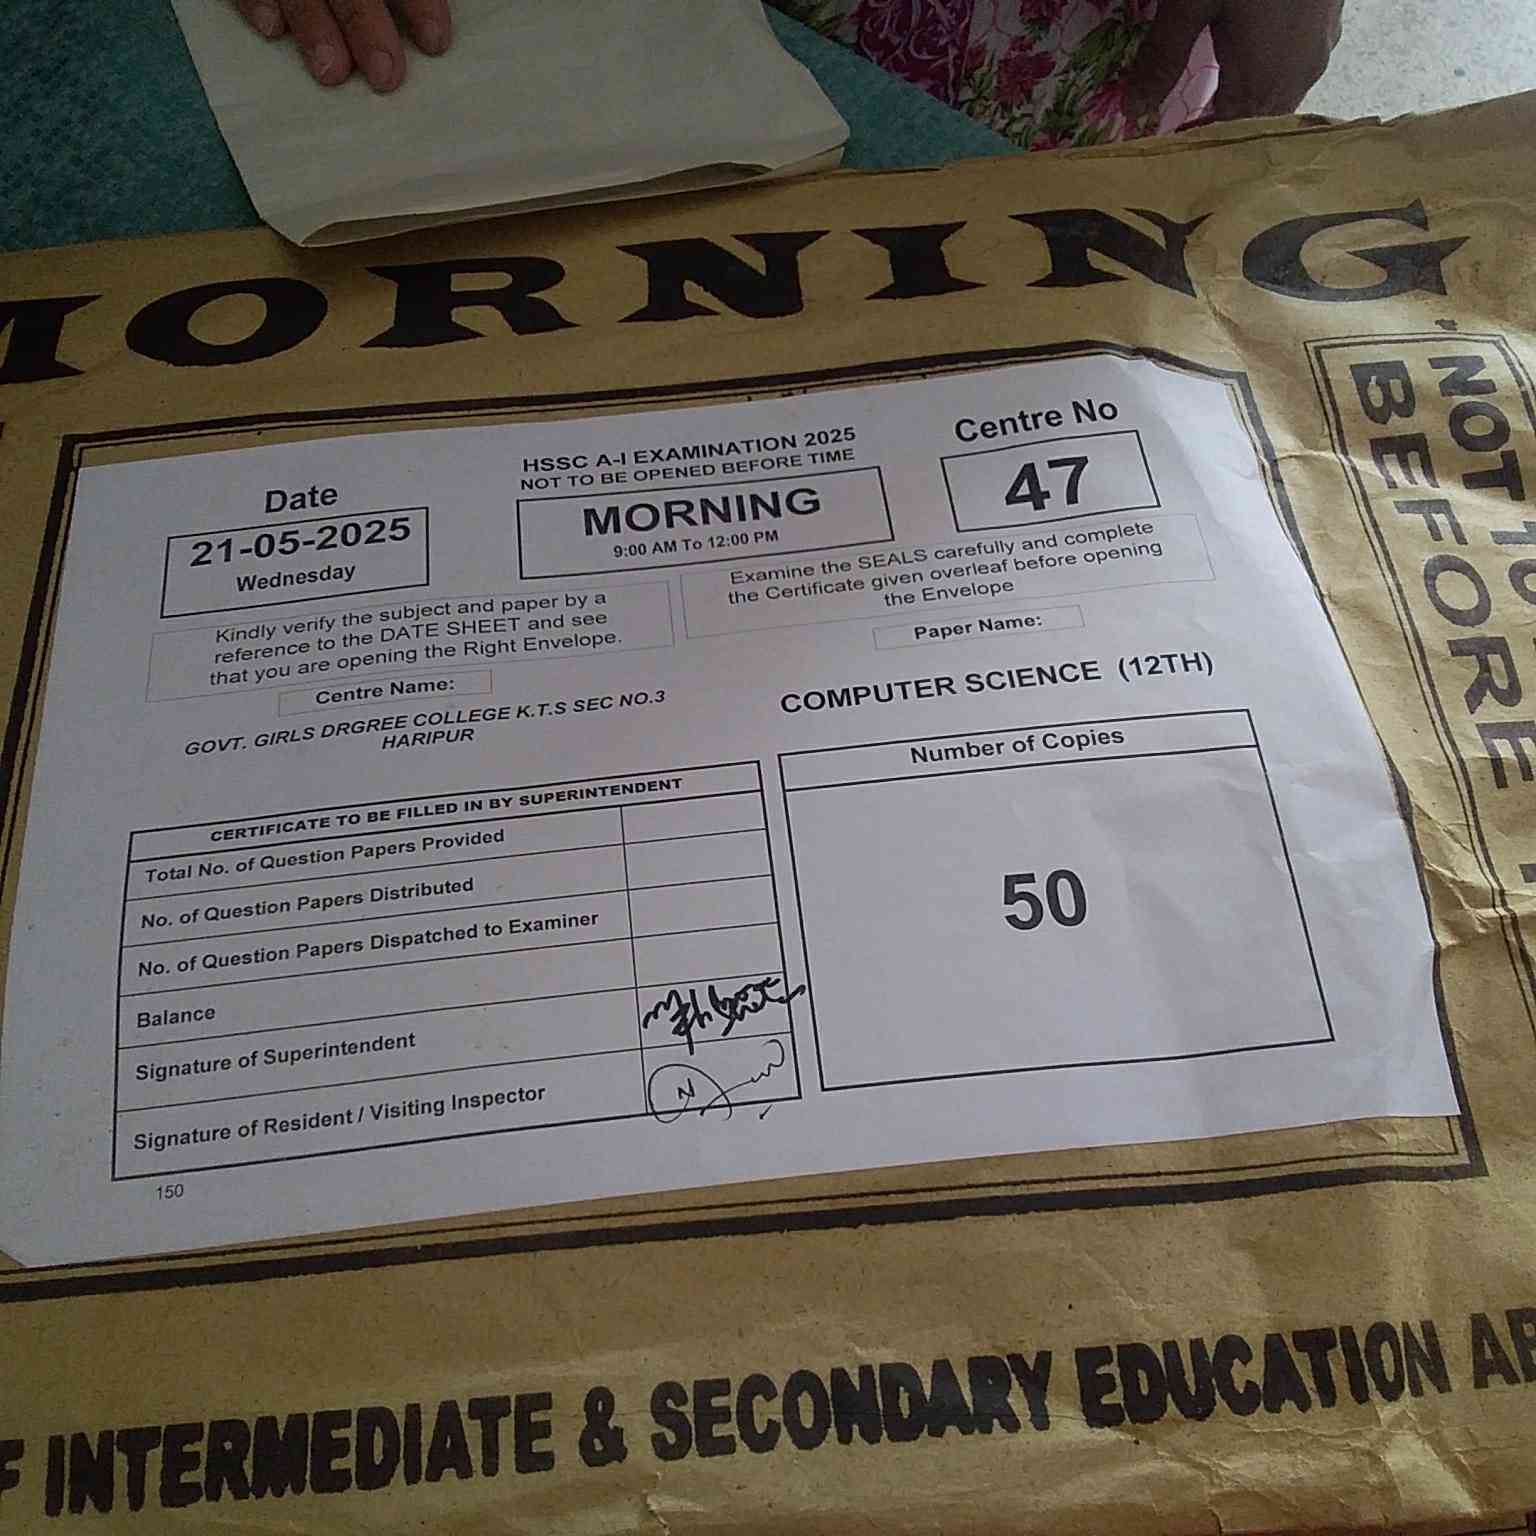 MORNING
NOT TO
BEFORE
HSSC A-I EXAMINATION 2025
NOT TO BE OPENED BEFORE TIME
Date
21-05-2025
Wednesday
MORNING
9:00 AM To 12:00 PM
Centre No
47
Kindly verify the subject and paper by a
reference to the DATE SHEET and see
that you are opening the Right Envelope.
Examine the SEALS carefully and complete
the Certificate given overleaf before opening
the Envelope
Centre Name:
GOVT. GIRLS DRGREE COLLEGE K.T.S SEC NO.3
HARIPUR
Paper Name:
COMPUTER SCIENCE (12TH)
CERTIFICATE TO BE FILLED IN BY SUPERINTENDENT
Total No. of Question Papers Provided
No. of Question Papers Distributed
No. of Question Papers Dispatched to Examiner
Balance
Signature of Superintendent
Signature of Resident / Visiting Inspector
Number of Copies
50
150
F INTERMEDIATE & SECONDARY EDUCATION AB